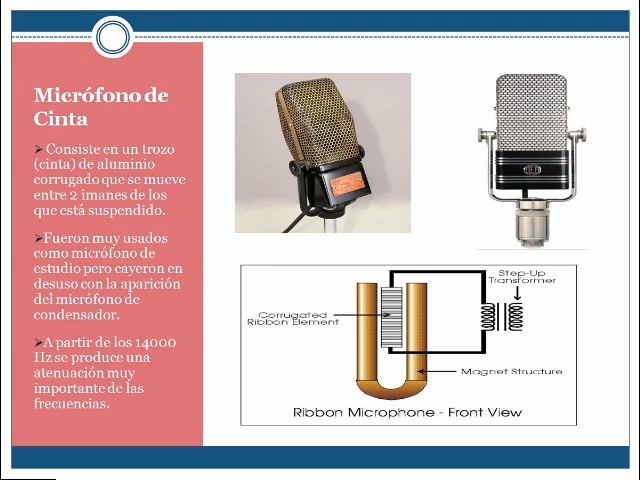 Micrófono de
Cinta
Consiste en un trozo
(cinta) de aluminio
corrugado que se mueve
entre 2 imanes de los
que está suspendido.
Fueron muy usados
como micrófono de
estudio pero cayeron en
desuso con la aparición
del micrófono de
condensador.
A partir de los 14000
Hz se produce una
atenuación muy
importante de las
frecuencias.
Step-Up
Transformer
Corrugated
Ribbon Element
Magnet Structure
Ribbon Microphone - Front View